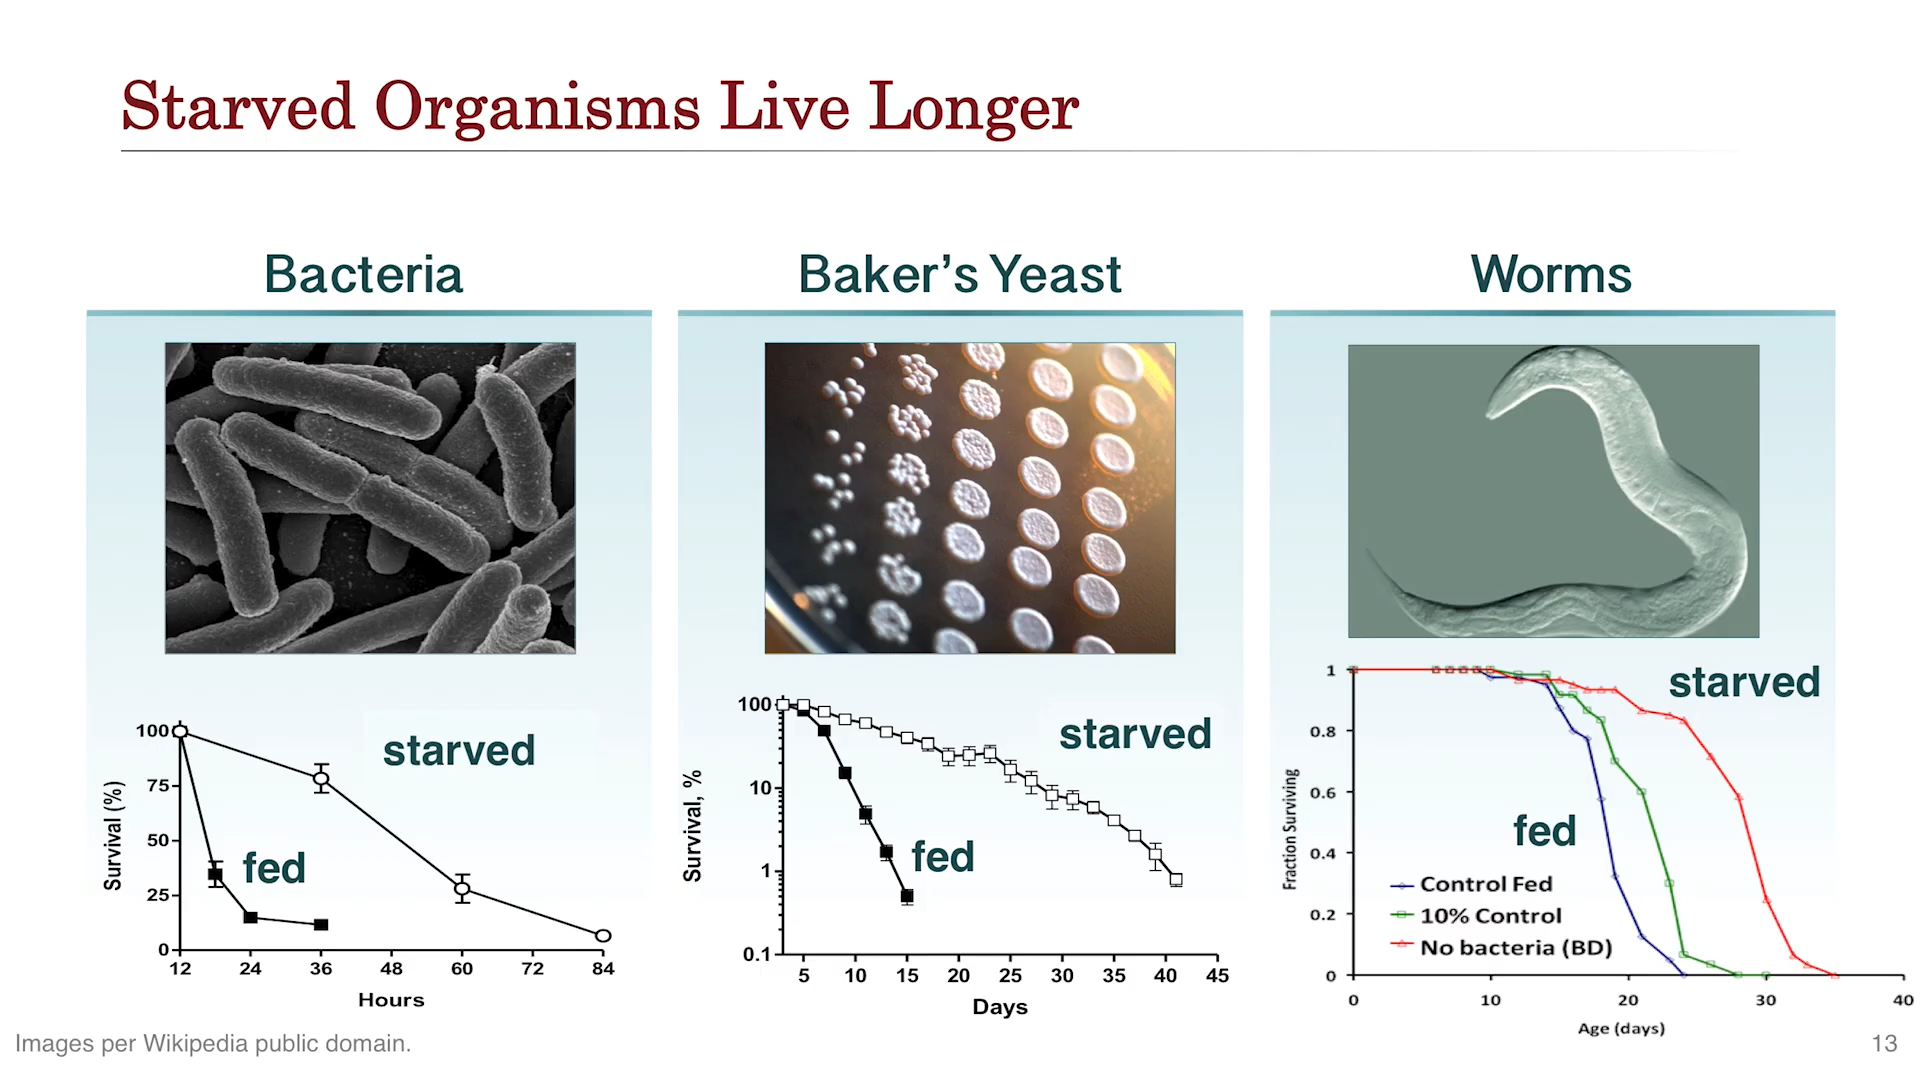 Starved Organisms Live Longer
Bacteria
100
75
50
25
0
Survival (%)
starved
fed
12 24 36 48 60 72 84
Hours
Baker’s Yeast
100
10
1
0.1
Survival, %
starved
fed
5 10 15 20 25 30 35 40 45
Days
Worms
1
0.8
0.6
0.4
0.2
0
Fraction Surviving
starved
fed
Control Fed
10% Control
No bacteria (BD)
0 10 20 30 40
Age (days)
Images per Wikipedia public domain.
13